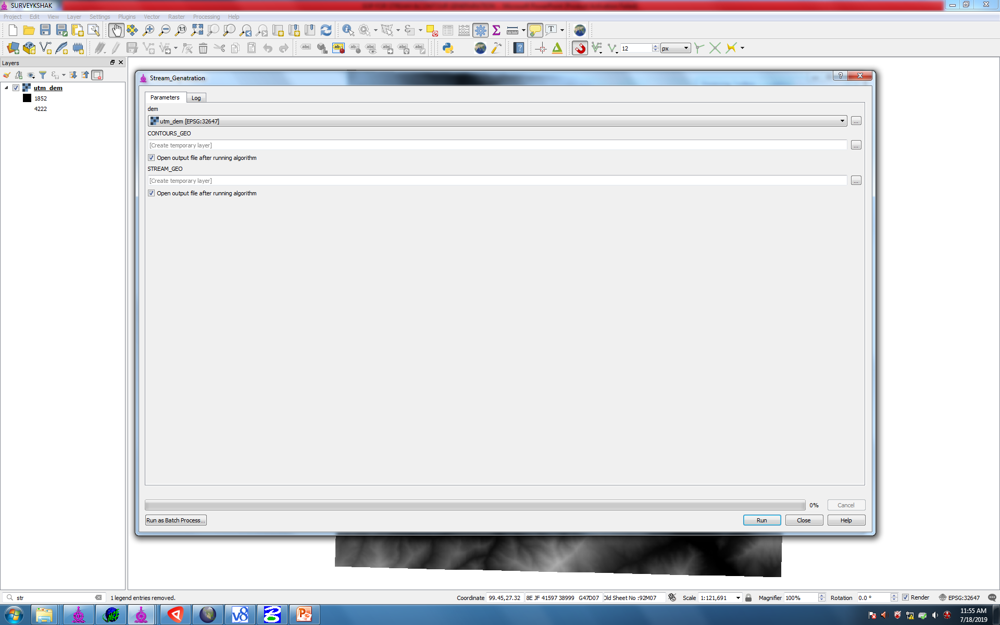 SURVEYKSHAK
Project Edit View Layer Settings Plugins Vector Raster Processing Help
12 px
Layers
utm_dem
1852
4222
Stream_Genatration
Parameters Log
dem
utm_dem [EPSG:32647]
CONTOURS_GEO
[Create temporary layer]
Open output file after running algorithm
STREAM_GEO
[Create temporary layer]
Open output file after running algorithm
0% Cancel
Run as Batch Process... Run Close Help
str 1 legend entries removed. Coordinate 99.45,27.32 8E JF 41597 38999 G47D07 Old Sheet No :92M07 Scale 1:121,691 Magnifier 100% Rotation 0.0 ° Render EPSG:32647
11:55 AM
7/18/2019